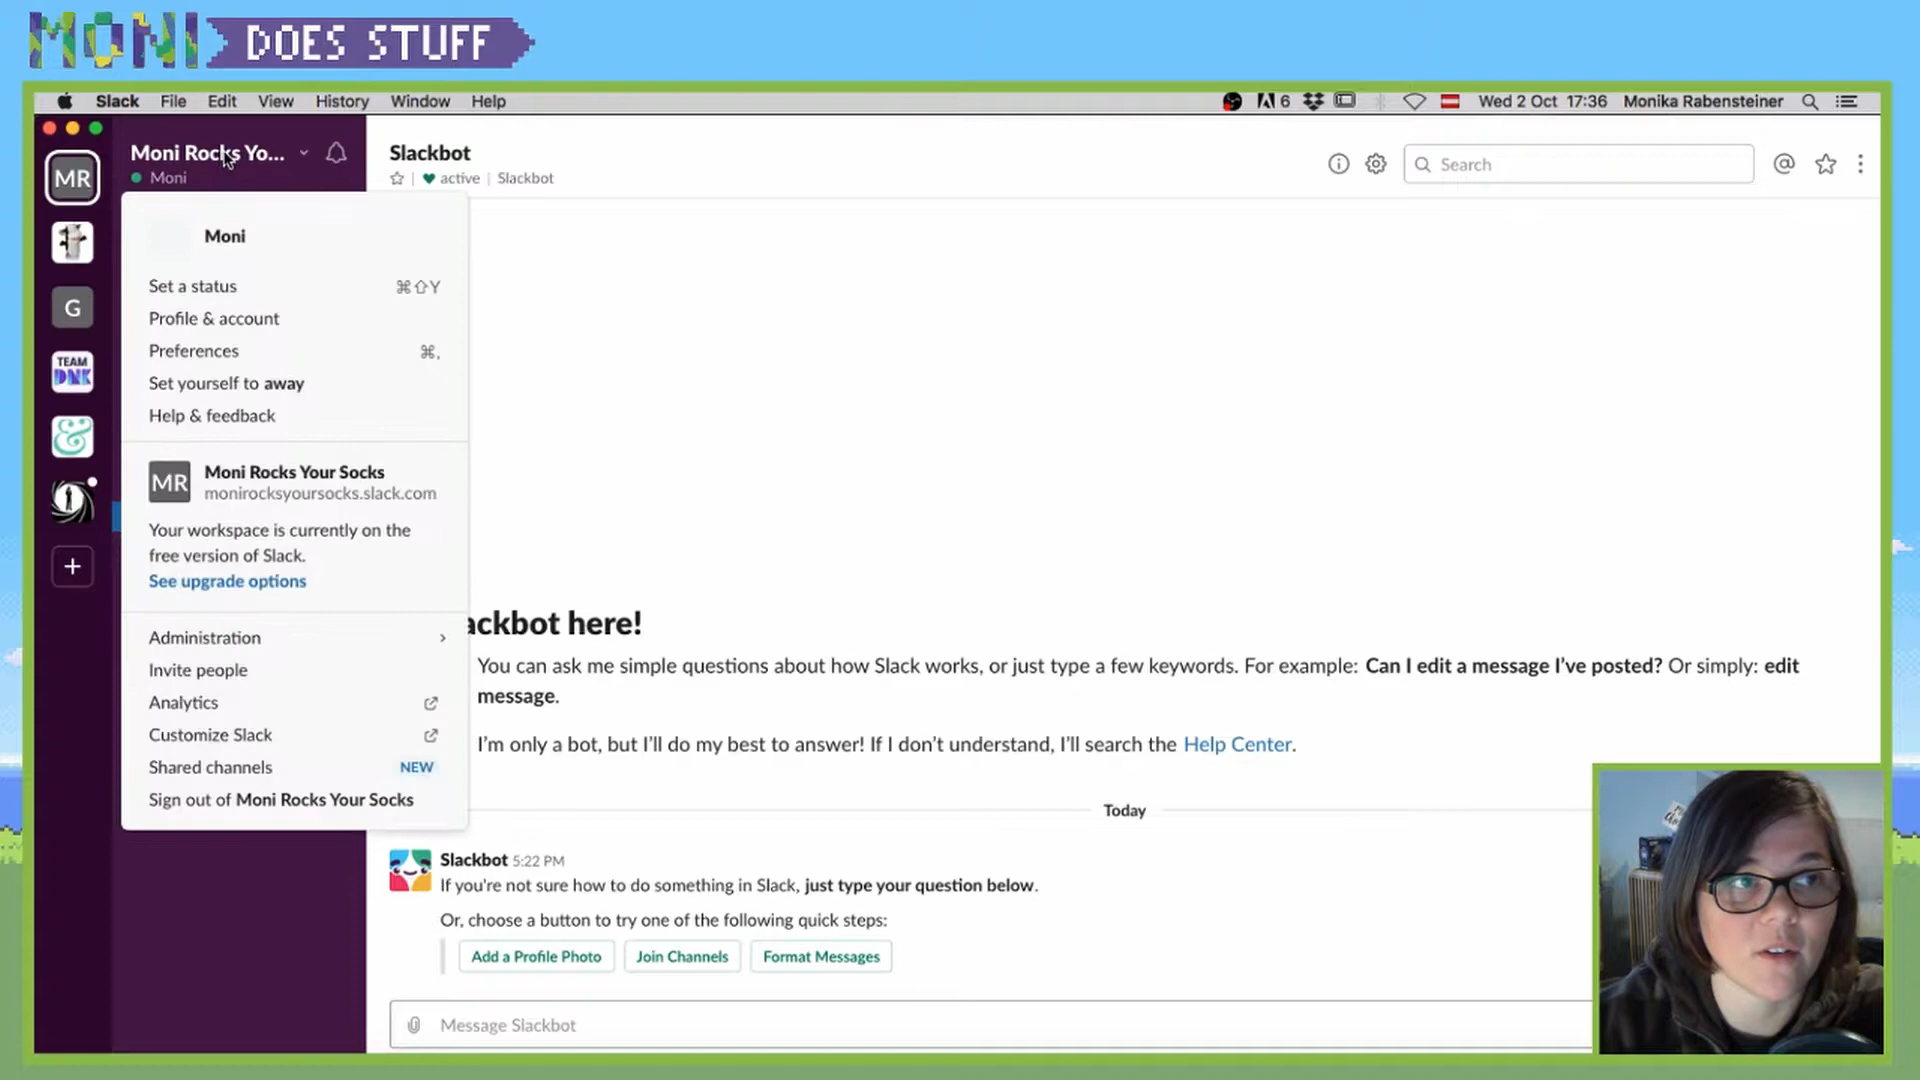 MONI DOES STUFF
Slack File Edit View History Window Help
6 Wed 2 Oct 17:36 Monika Rabensteiner
MR
G
TEAM
DNK
&
+
Moni Rocks Yo...
Moni
Moni
Set a status ⌘⇧Y
Profile & account
Preferences ⌘,
Set yourself to away
Help & feedback
MR
Moni Rocks Your Socks
monirocksyoursocks.slack.com
Your workspace is currently on the
free version of Slack.
See upgrade options
Administration
Invite people
Analytics
Customize Slack
Shared channels NEW
Sign out of Moni Rocks Your Socks
Slackbot
active | Slackbot
Search
@
ackbot here!
You can ask me simple questions about how Slack works, or just type a few keywords. For example: Can I edit a message I've posted? Or simply: edit
message.
I'm only a bot, but I'll do my best to answer! If I don't understand, I'll search the Help Center.
Today
Slackbot 5:22 PM
If you're not sure how to do something in Slack, just type your question below.
Or, choose a button to try one of the following quick steps:
Add a Profile Photo Join Channels Format Messages
Message Slackbot